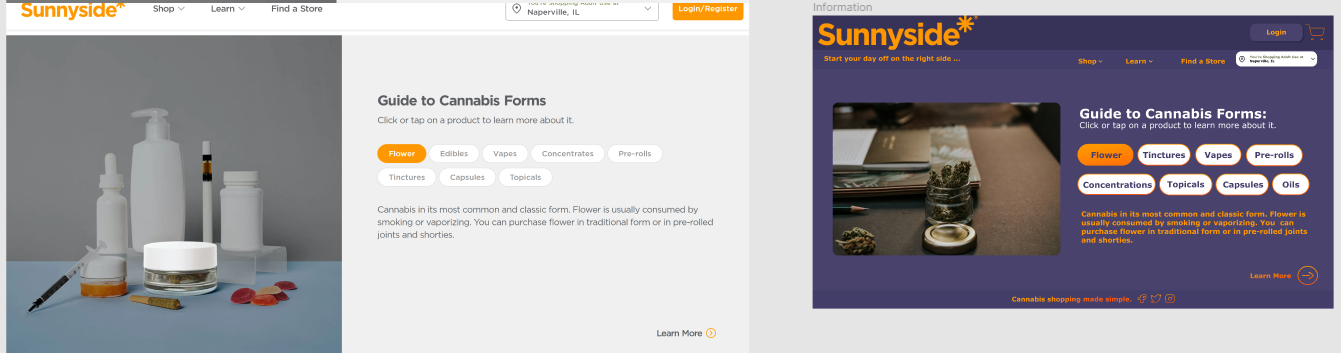 Sunnyside*
Shop
Learn
Find a Store
You're Shopping Adult Use at
Naperville, IL
Login/Register
Guide to Cannabis Forms
Click or tap on a product to learn more about it.
Flower
Edibles
Vapes
Concentrates
Pre-rolls
Tinctures
Capsules
Topicals
Cannabis in its most common and classic form. Flower is usually consumed by
smoking or vaporizing. You can purchase flower in traditional form or in pre-rolled
joints and shorties.
Learn More
Information
Sunnyside*
Login
Start your day off on the right side ...
Shop
Learn
Find a Store
You're Shopping Adult Use at
Naperville, IL
Guide to Cannabis Forms:
Click or tap on a product to learn more about it.
Flower
Tinctures
Vapes
Pre-rolls
Concentrations
Topicals
Capsules
Oils
Cannabis in its most common and classic form. Flower is
usually consumed by smoking or vaporizing. You can
purchase flower in traditional form or in pre-rolled joints
and shorties.
Learn More
Cannabis shopping made simple.